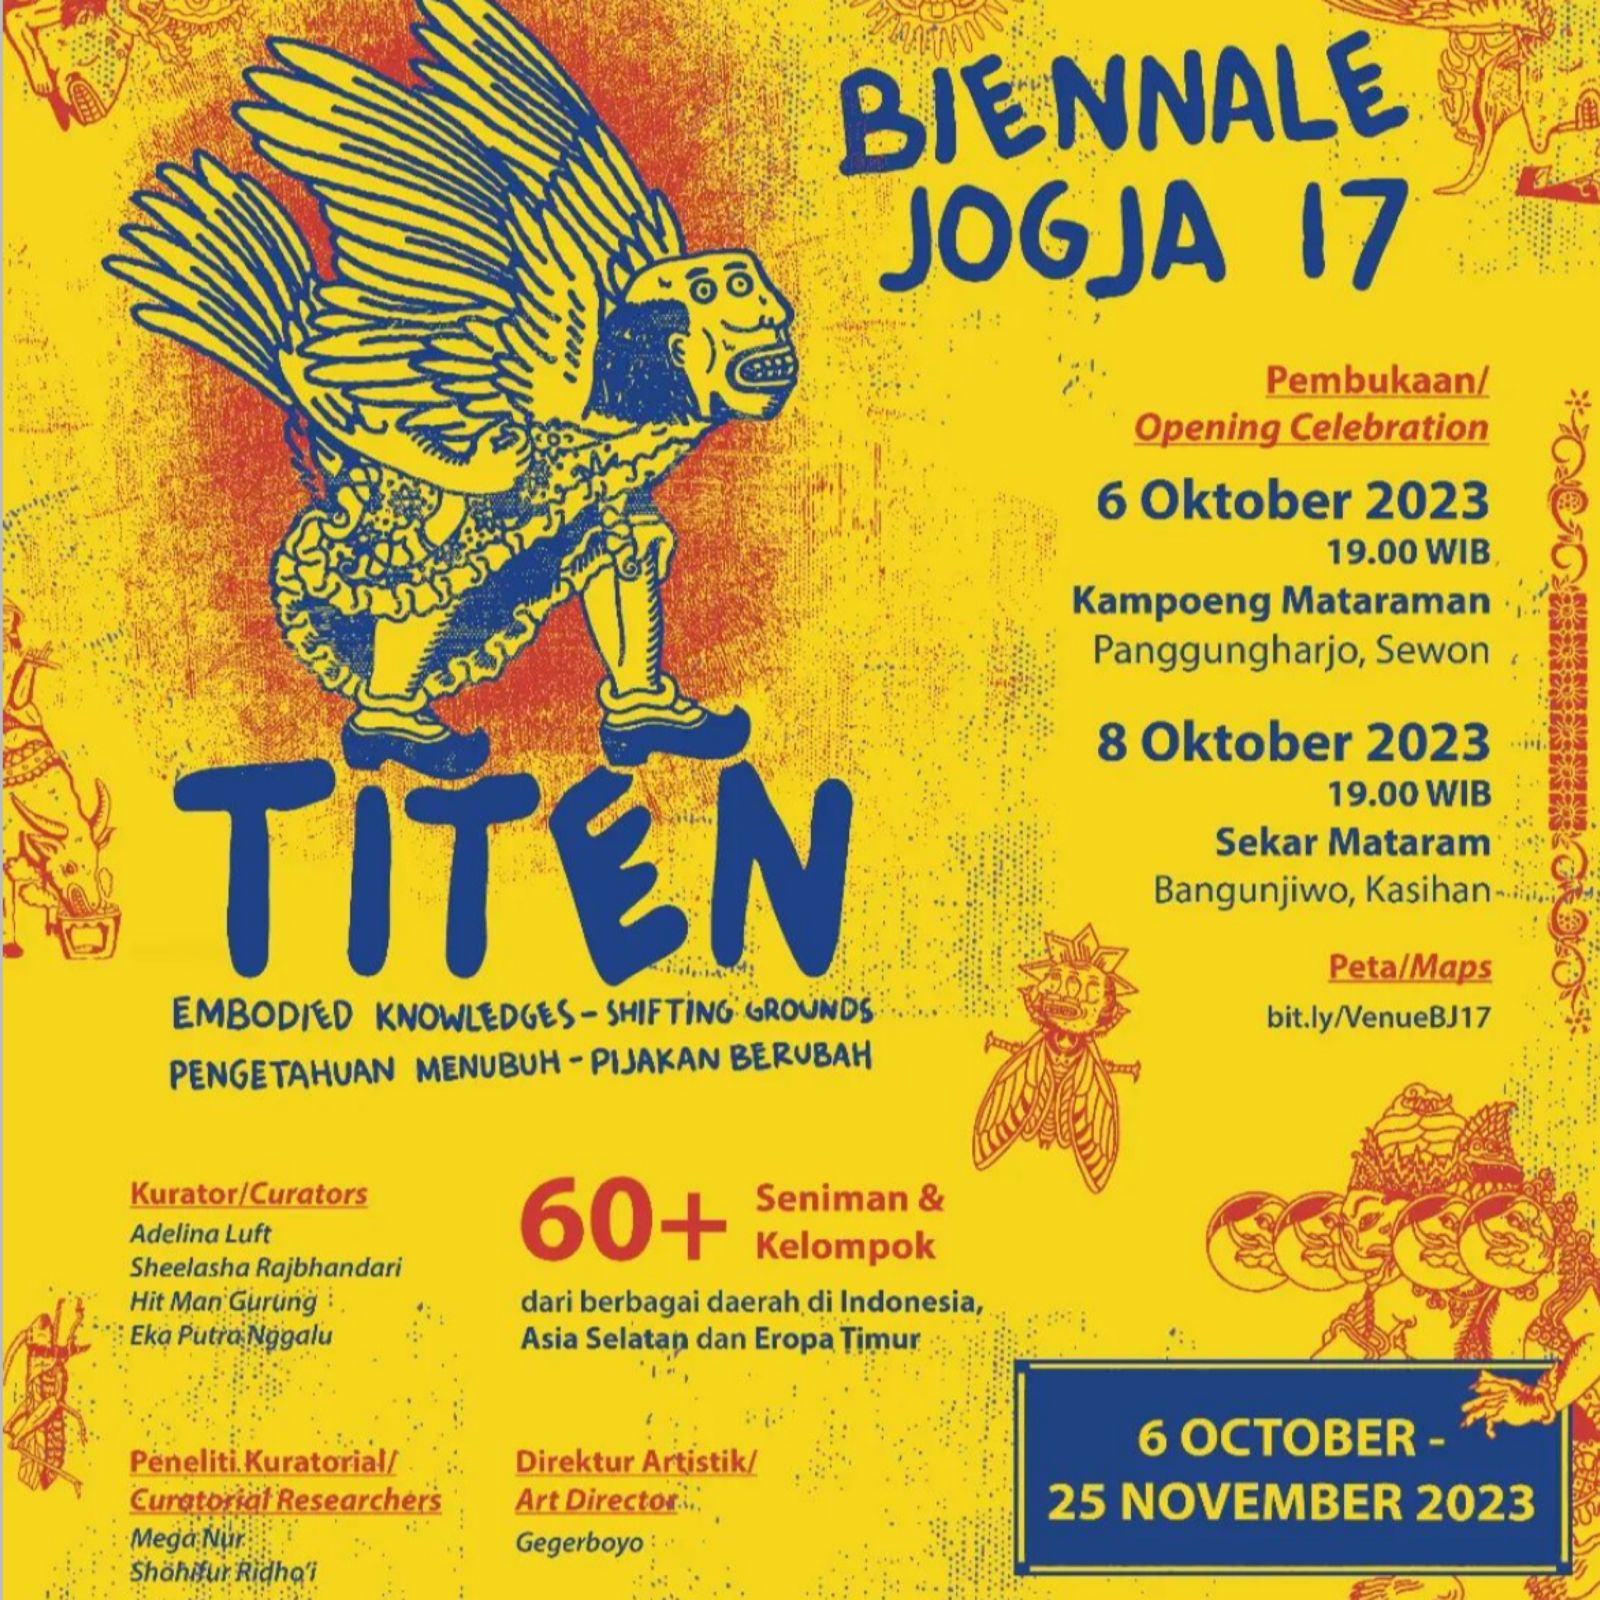 BIENNALE
JOGJA 17
Pembukaan/
Opening Celebration
6 Oktober 2023
19.00 WIB
Kampoeng Mataraman
Panggungharjo, Sewon
8 Oktober 2023
19.00 WIB
Sekar Mataram
Bangunjiwo, Kasihan
Peta/Maps
bit.ly/VenueBJ17
TITEN
EMBODIED KNOWLEDGES - SHIFTING GROUNDS
PENGETAHUAN MENUBUH - PIJAKAN BERUBAH
Kurator/Curators
Adelina Luft
Sheelasha Rajbhandari
Hit Man Gurung
Eka Putra Nggalu
60+ Seniman &
Kelompok
dari berbagai daerah di Indonesia,
Asia Selatan dan Eropa Timur
Peneliti Kuratorial/
Curatorial Researchers
Mega Nur
Shohifur Ridho'i
Direktur Artistik/
Art Director
Gegerboyo
6 OCTOBER -
25 NOVEMBER 2023